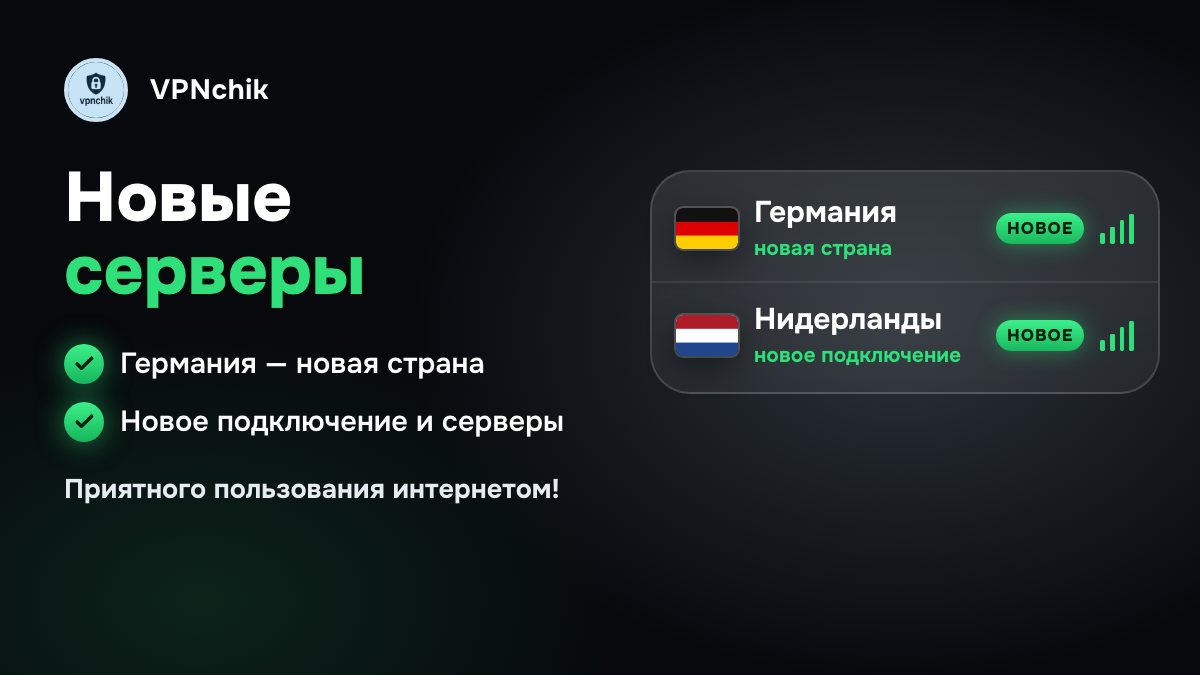 vpnchik
VPNchik
Новые
серверы
Германия — новая страна
Новое подключение и серверы
Приятного пользования интернетом!
Германия
новая страна
НОВОЕ
Нидерланды
новое подключение
НОВОЕ